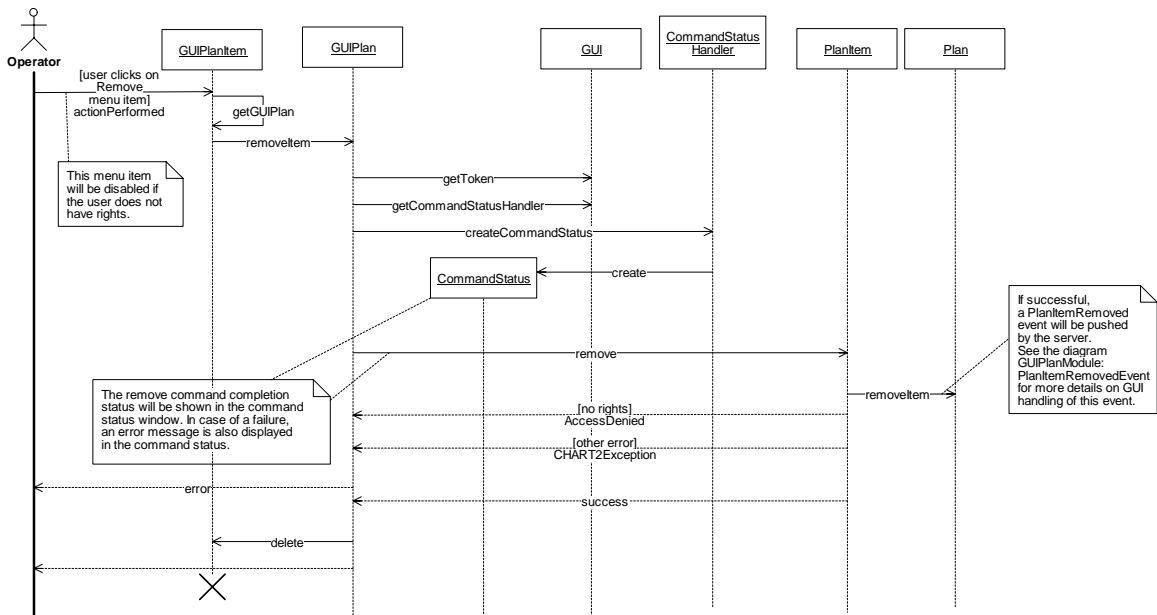 Operator
GUIPlanItem
GUIPlan
GUI
CommandStatus
Handler
PlanItem
Plan
[user clicks on
Remove
menu item]
actionPerformed
getGUIPlan
removeItem
This menu item
will be disabled if
the user does not
have rights.
getToken
getCommandStatusHandler
createCommandStatus
create
CommandStatus
If successful,
a PlanItemRemoved
event will be pushed
by the server.
See the diagram
GUIPlanModule:
PlanItemRemovedEvent
for more details on GUI
handling of this event.
remove
The remove command completion
status will be shown in the command
status window. In case of a failure,
an error message is also displayed
in the command status.
removeItem
[no rights]
AccessDenied
[other error]
CHART2Exception
error
success
delete